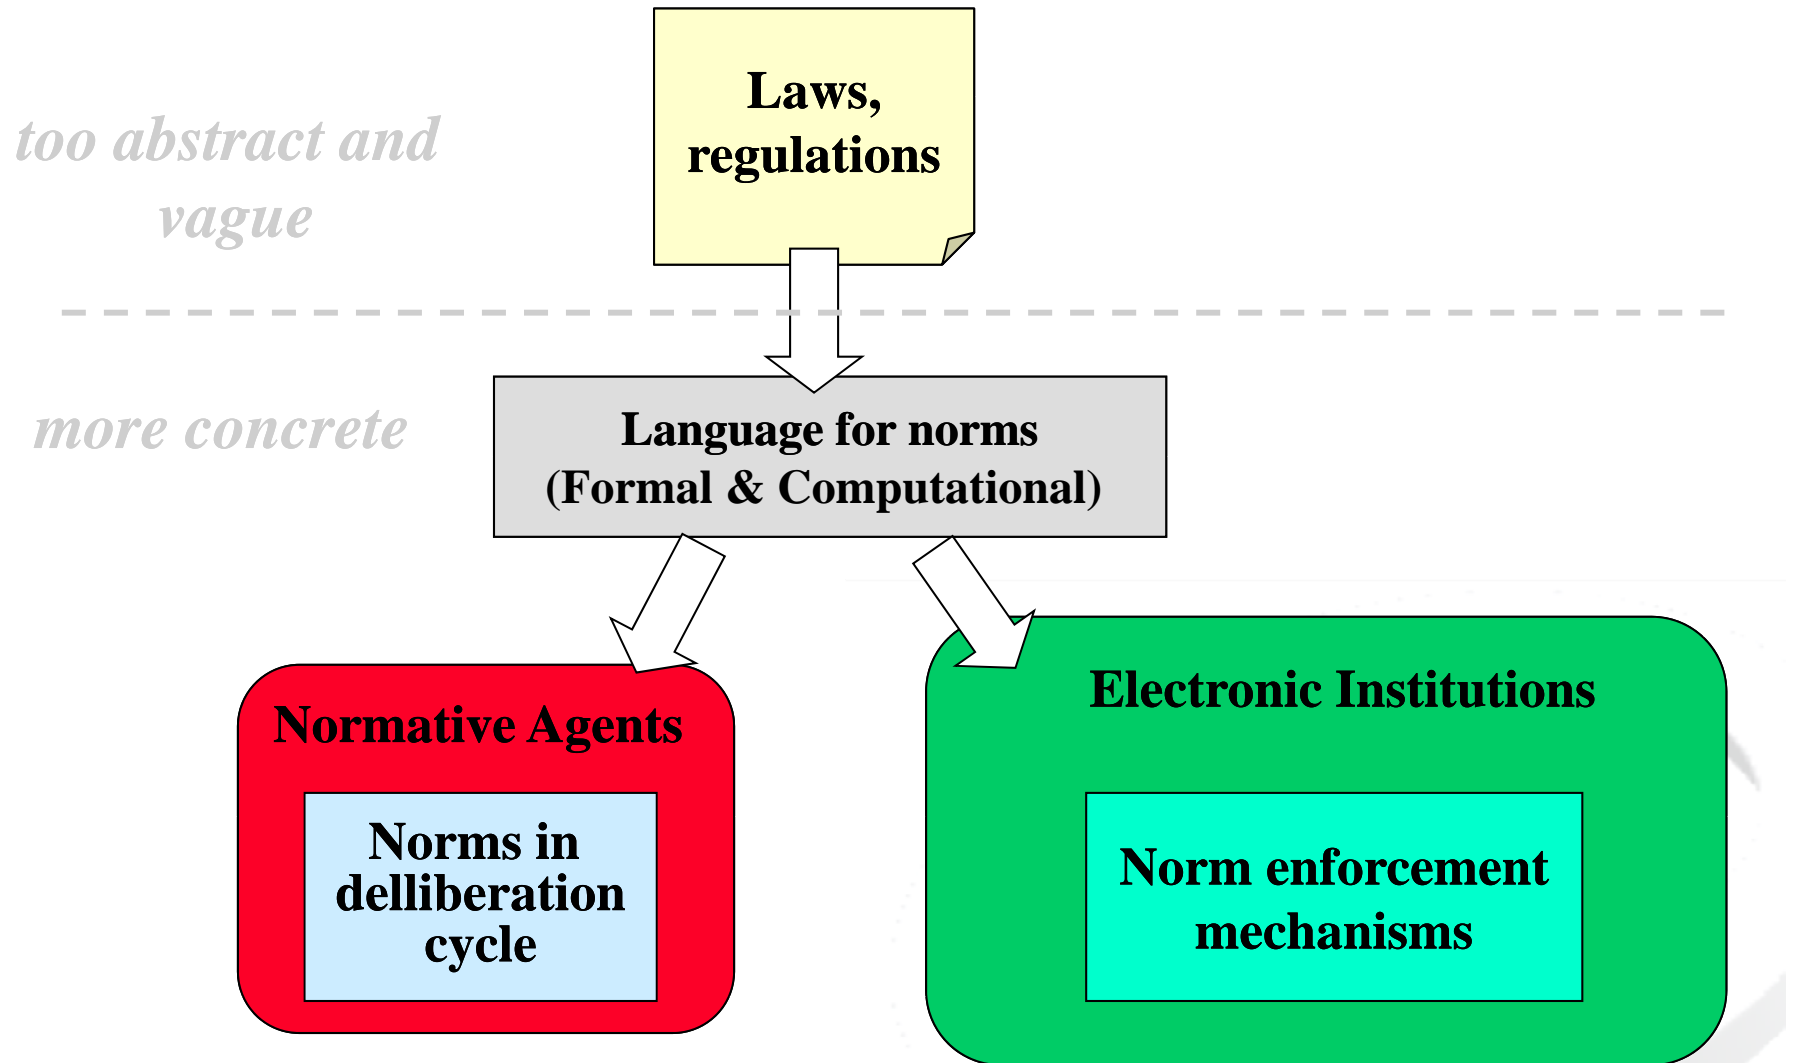 Laws,
regulations
too abstract and
vague
more concrete
Language for norms
(Formal & Computational)
Normative Agents
Norms in
delliberation
cycle
Electronic Institutions
Norm enforcement
mechanisms